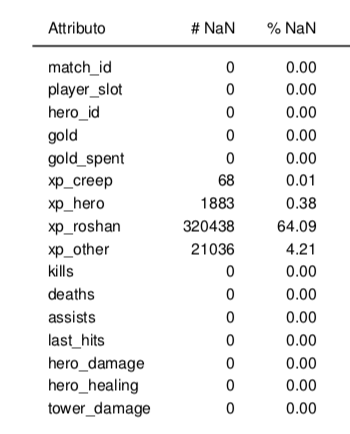 Attributo # NaN % NaN
match_id 0 0.00
player_slot 0 0.00
hero_id 0 0.00
gold 0 0.00
gold_spent 0 0.00
xp_creep 68 0.01
xp_hero 1883 0.38
xp_roshan 320438 64.09
xp_other 21036 4.21
kills 0 0.00
deaths 0 0.00
assists 0 0.00
last_hits 0 0.00
hero_damage 0 0.00
hero_healing 0 0.00
tower_damage 0 0.00